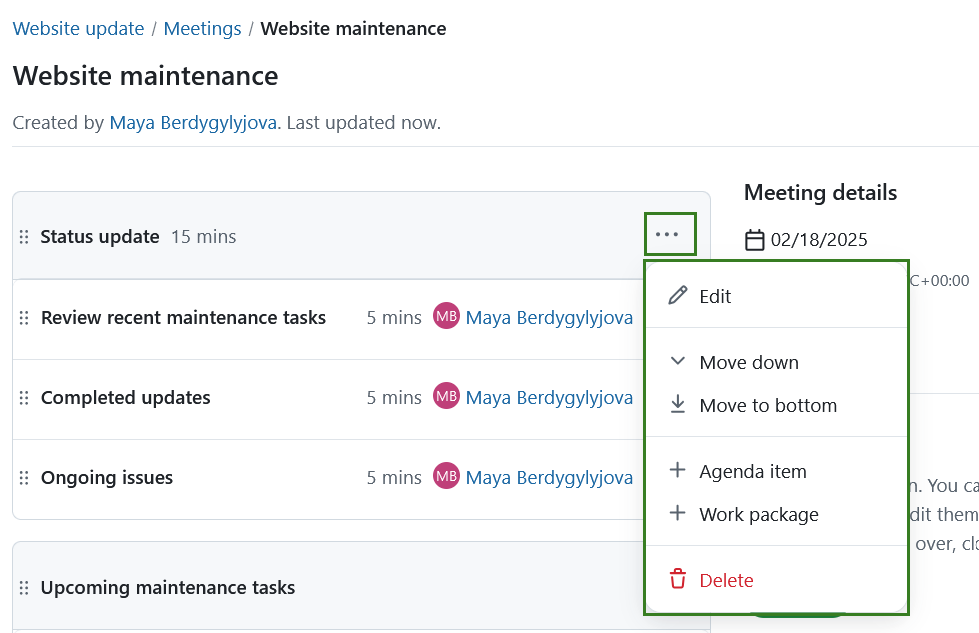 Website update / Meetings / Website maintenance
Website maintenance
Created by Maya Berdygylyjova. Last updated now.
Status update 15 mins
Review recent maintenance tasks 5 mins MB Maya Berdygylyjova
Completed updates 5 mins MB Maya Berdygylyjova
Ongoing issues 5 mins MB Maya Berdygylyjova
Upcoming maintenance tasks
Edit
Move down
Move to bottom
Agenda item
Work package
Delete
Meeting details
02/18/2025
C+00:00
n. You ca
dit them
over, clo